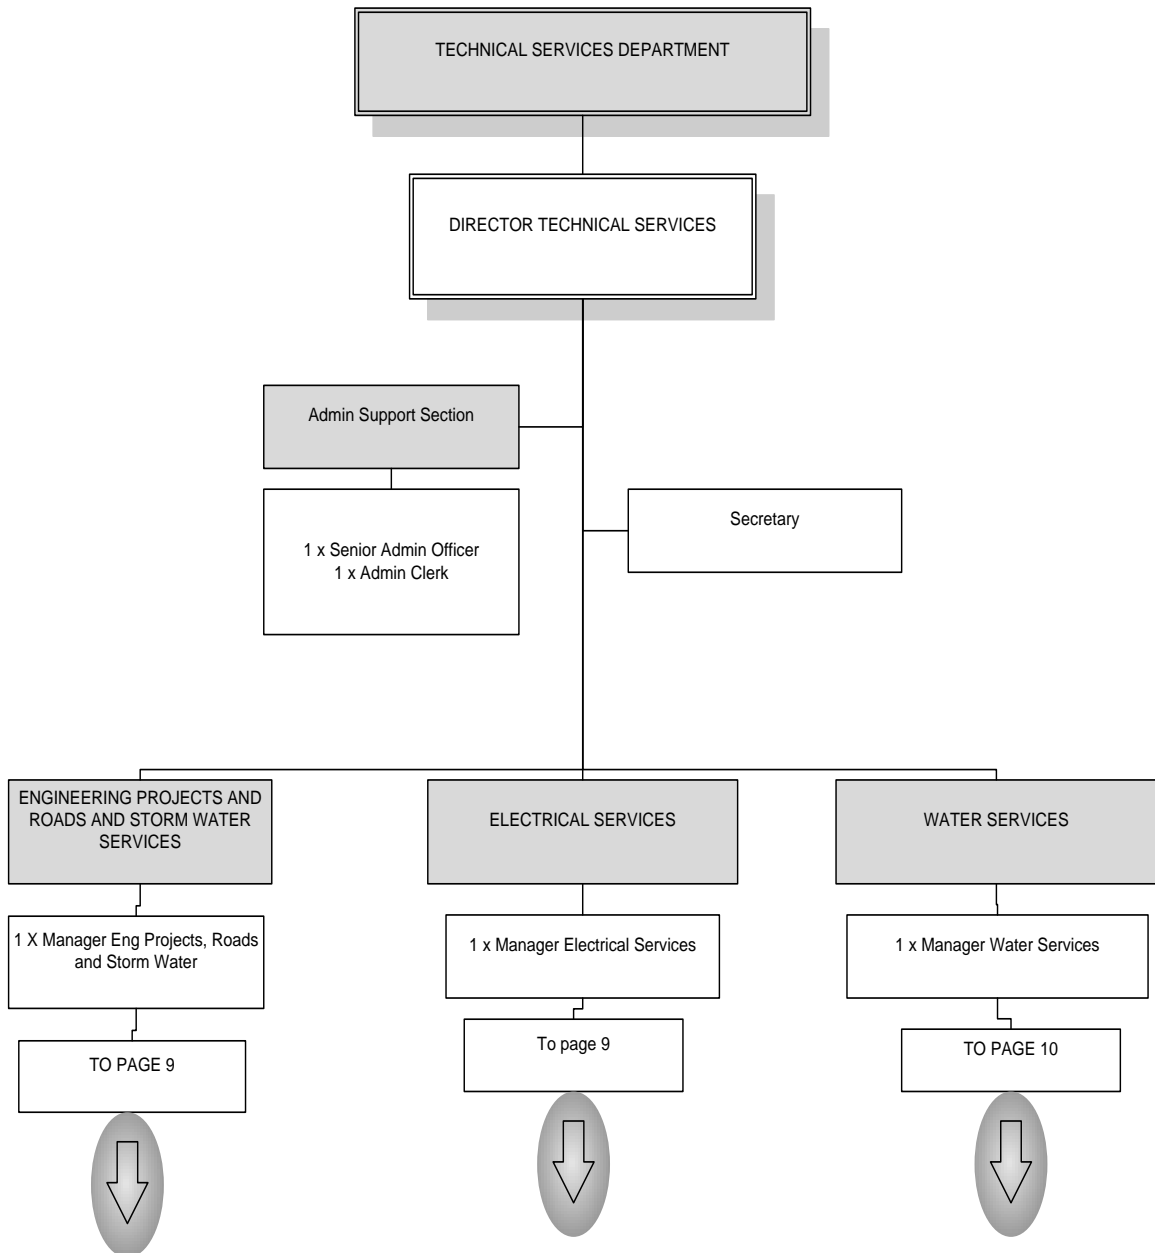 TECHNICAL SERVICES DEPARTMENT
DIRECTOR TECHNICAL SERVICES
Admin Support Section
1 x Senior Admin Officer
1 x Admin Clerk
Secretary
ENGINEERING PROJECTS AND
ROADS AND STORM WATER
SERVICES
ELECTRICAL SERVICES
WATER SERVICES
1 X Manager Eng Projects, Roads
and Storm Water
1 x Manager Electrical Services
1 x Manager Water Services
TO PAGE 9
To page 9
TO PAGE 10